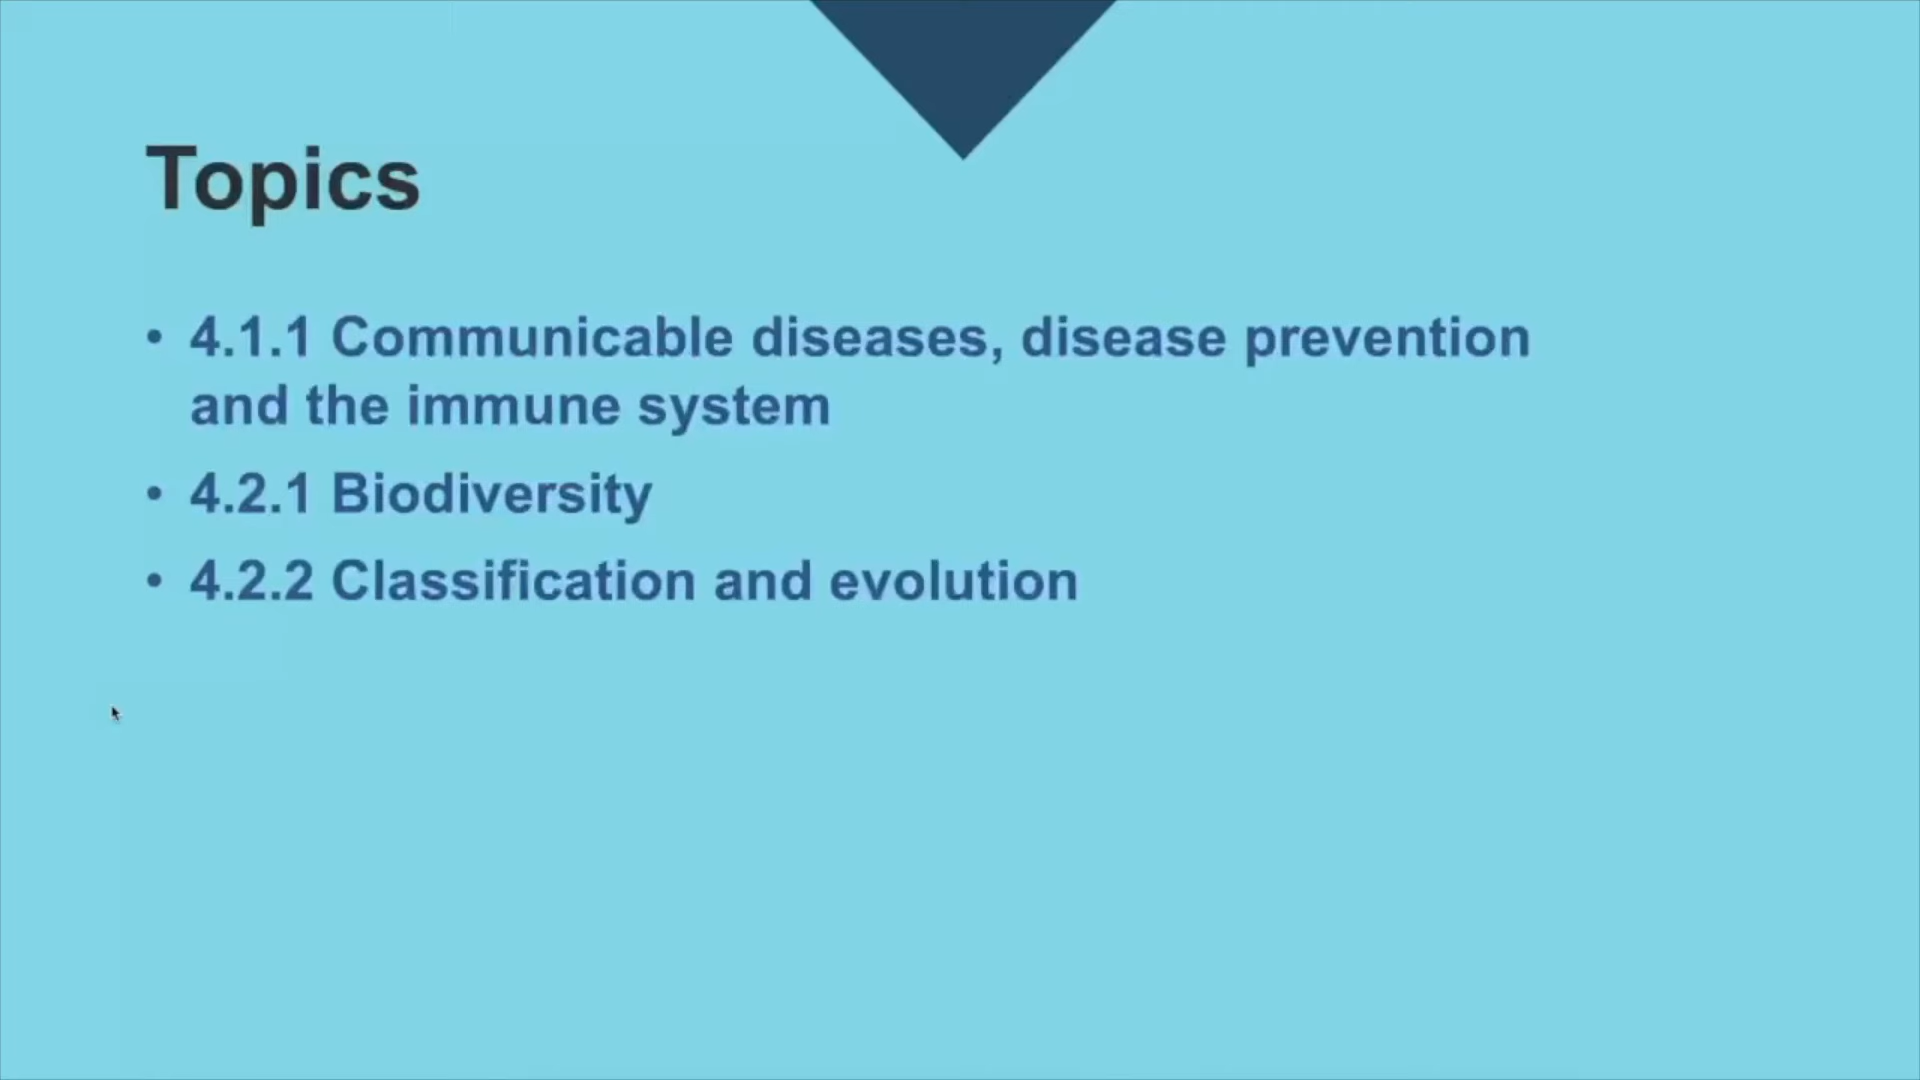 Topics
• 4.1.1 Communicable diseases, disease prevention
and the immune system
• 4.2.1 Biodiversity
• 4.2.2 Classification and evolution